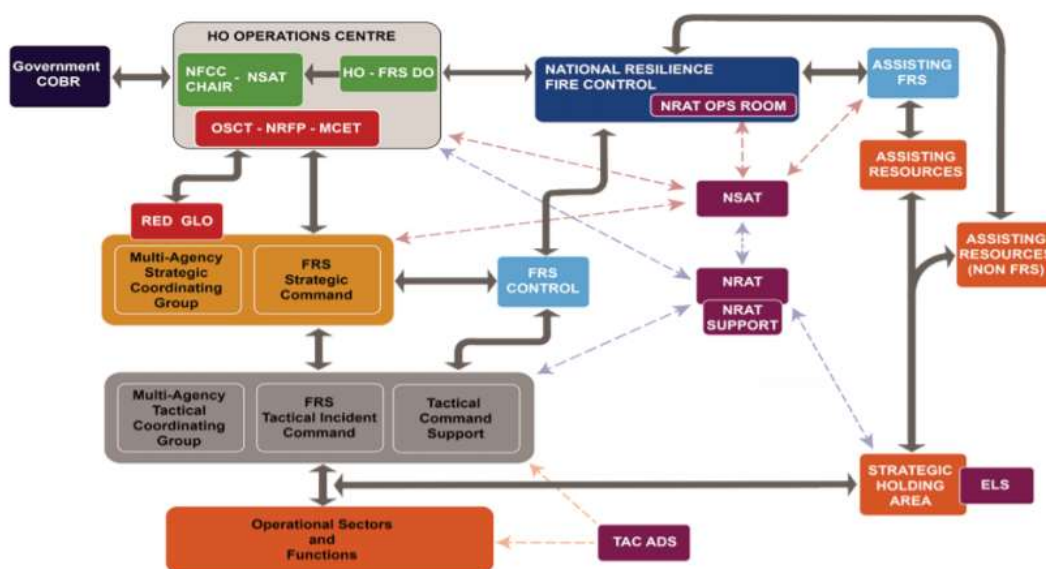 HO OPERATIONS CENTRE
Government
COBR
NFCC
CHAIR
- NSAT
HO - FRS DO
OSCT - NRFP - MCET
NATIONAL RESILIENCE
FIRE CONTROL
NRAT OPS ROOM
ASSISTING
FRS
ASSISTING
RESOURCES
NSAT
RED GLO
Multi-Agency
Strategic
Coordinating
Group
FRS
Strategic
Command
FRS
CONTROL
NRAT
NRAT
SUPPORT
ASSISTING
RESOURCES
(NON FRS)
Multi-Agency
Tactical
Coordinating
Group
FRS
Tactical Incident
Command
Tactical
Command
Support
STRATEGIC
HOLDING
AREA
ELS
Operational Sectors
and
Functions
TAC ADS